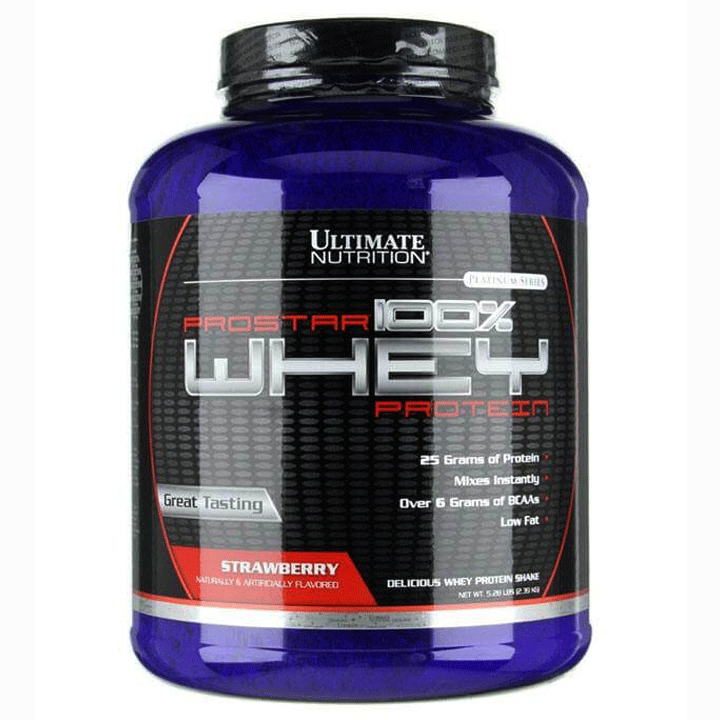 ULTIMATE
NUTRITION®
PLATINUM SERIES
PROSTAR 100%
WHEY
PROTEIN
25 Grams of Protein
Mixes Instantly
Over 6 Grams of BCAAs
Low Fat
Great Tasting
STRAWBERRY
NATURALLY & ARTIFICIALLY FLAVORED
DELICIOUS WHEY PROTEIN SHAKE
NET WT. 5.28 LBS (2.39 KG)